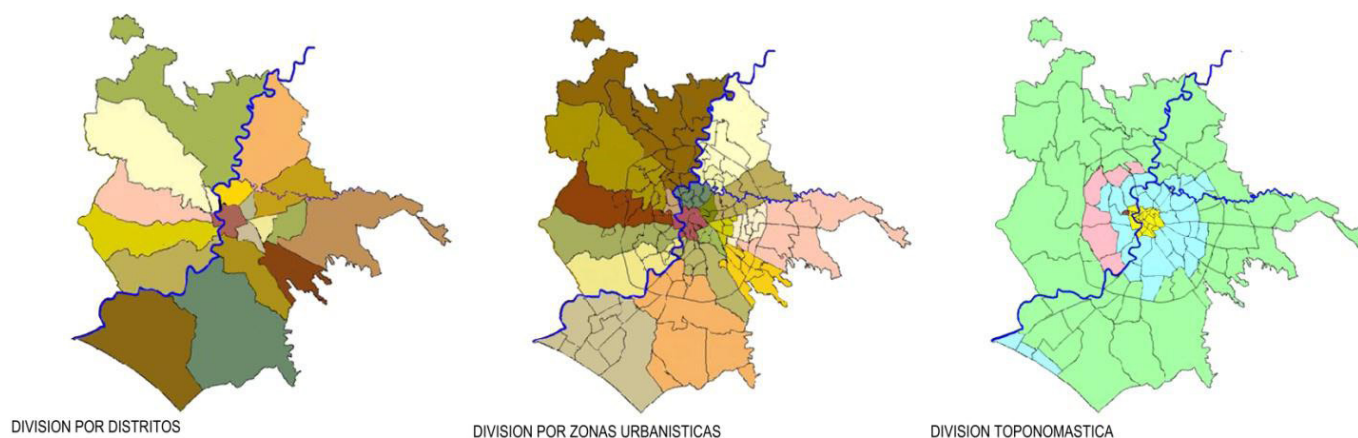 DIVISION POR DISTRITOS
DIVISION POR ZONAS URBANISTICAS
DIVISION TOPONOMASTICA